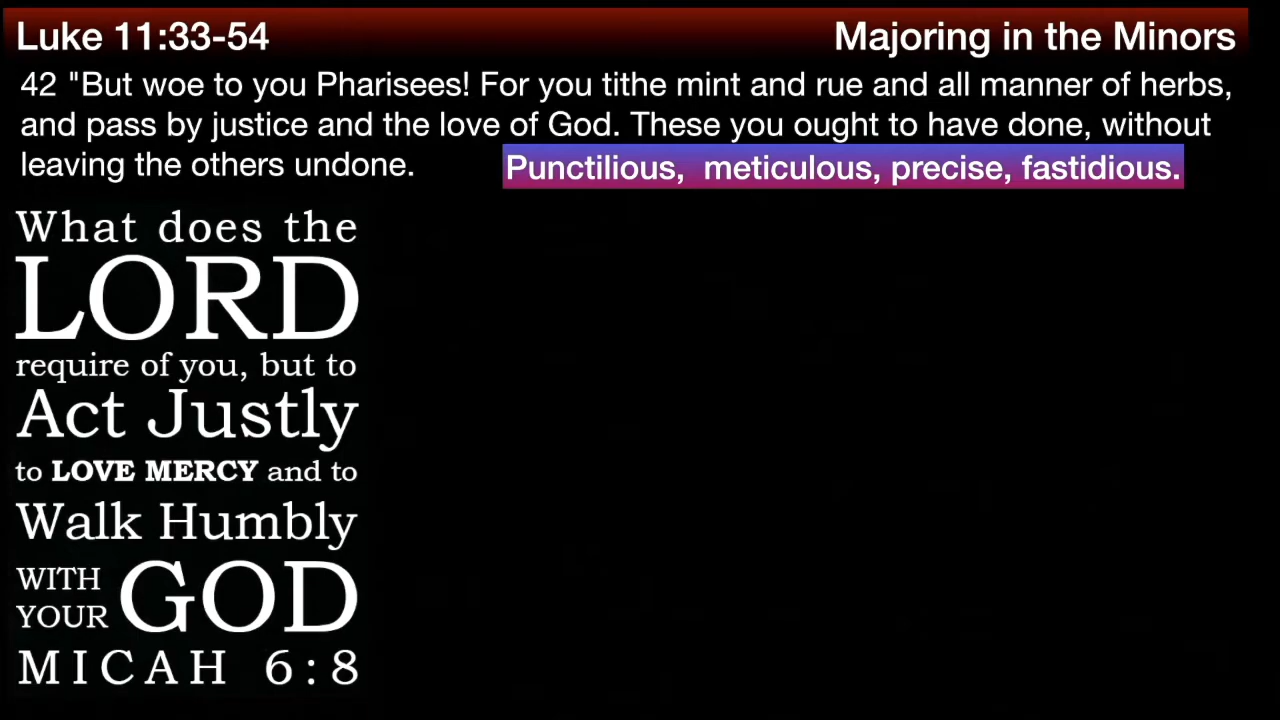 Luke 11:33-54
Majoring in the Minors
42 "But woe to you Pharisees! For you tithe mint and rue and all manner of herbs,
and pass by justice and the love of God. These you ought to have done, without
leaving the others undone.
Punctilious,  meticulous, precise, fastidious.
What does the
LORD
require of you, but to
Act Justly
to LOVE MERCY and to
Walk Humbly
WITH
YOUR
GOD
MICAH 6:8